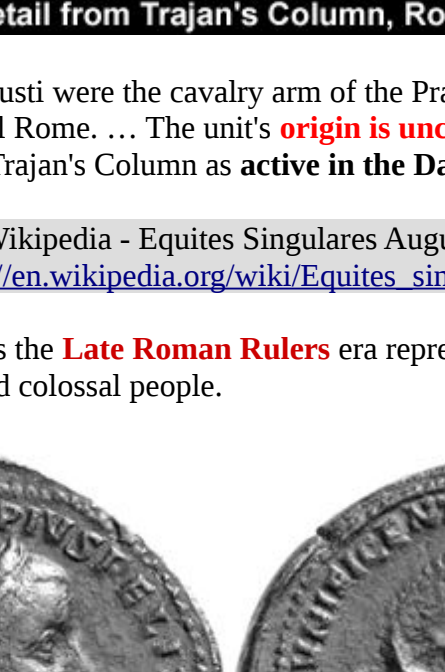 etail from Trajan's Column, Ro
usti were the cavalry arm of the Pra
l Rome. … The unit's origin is unc
Trajan's Column as active in the Da
Wikipedia - Equites Singulares Augu
//en.wikipedia.org/wiki/Equites_sin
s the Late Roman Rulers era repre
d colossal people.